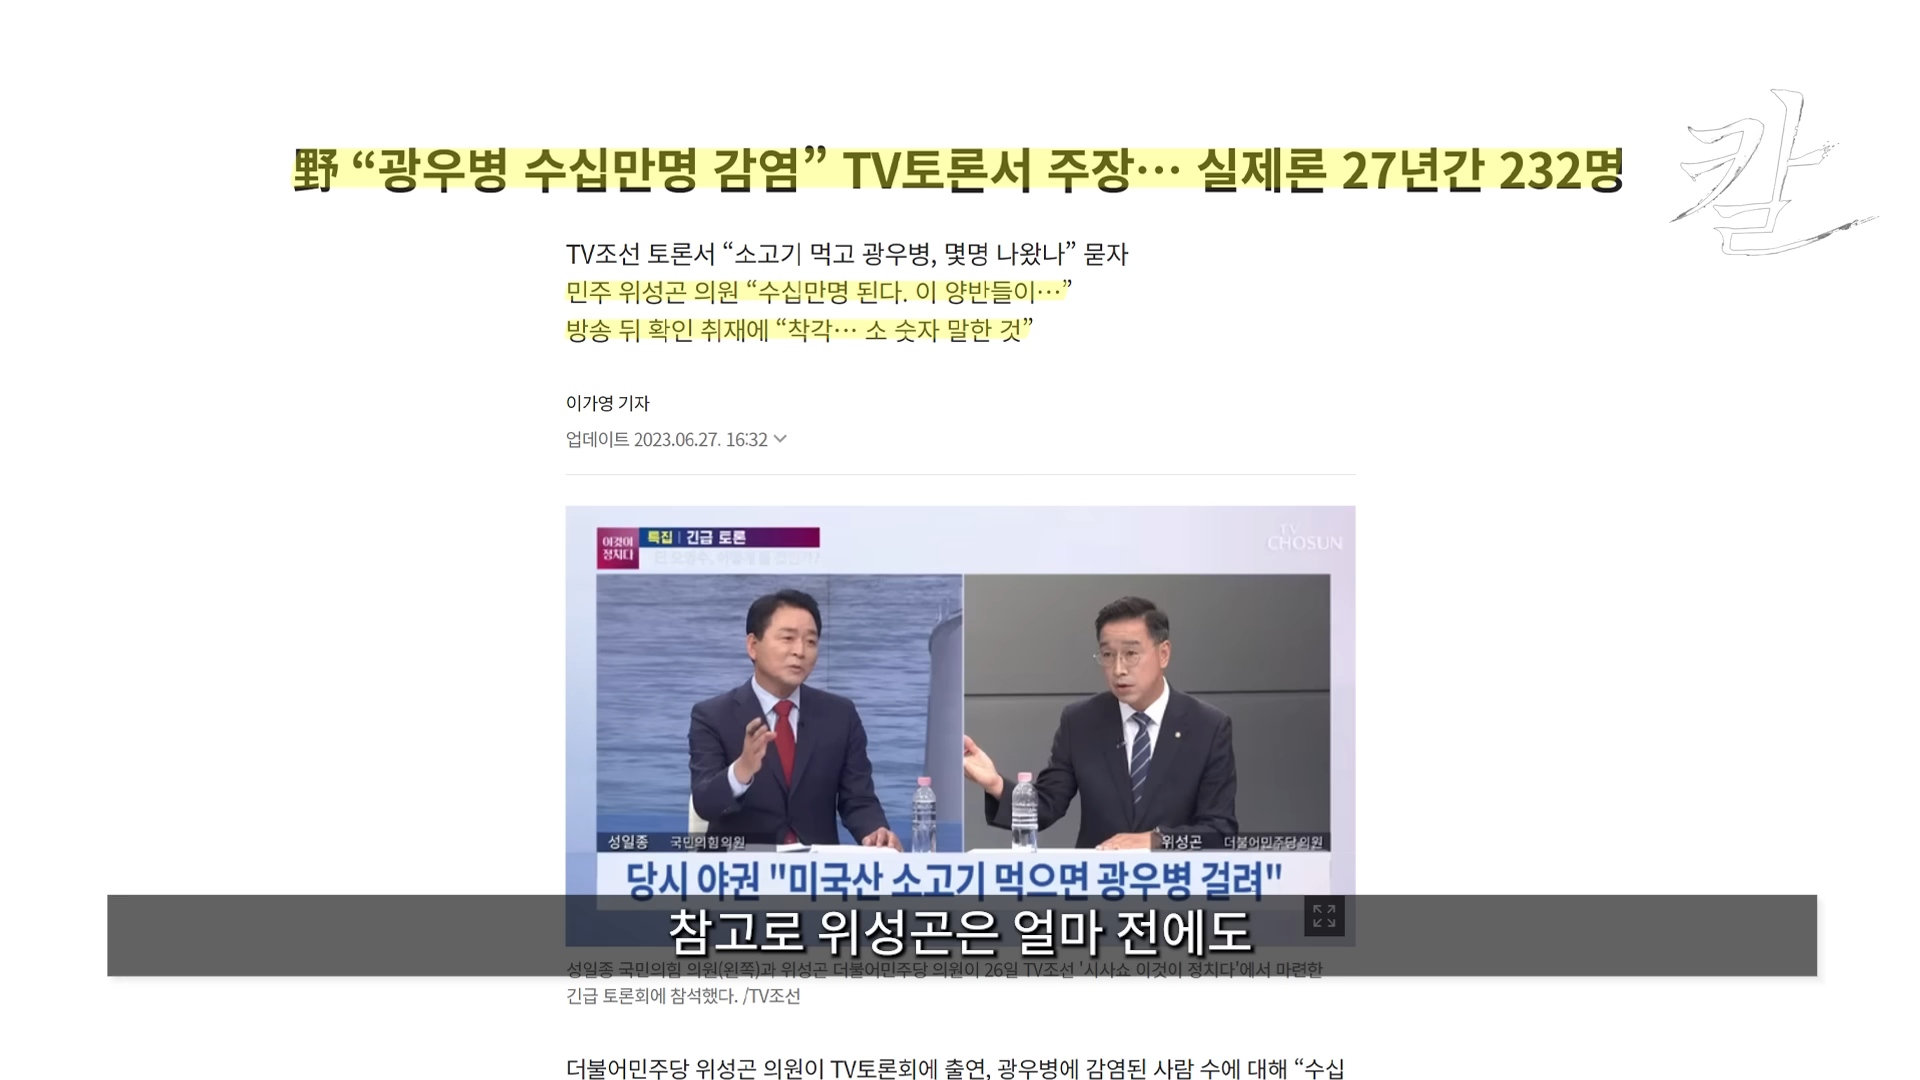 野 “광우병 수십만명 감염” TV토론서 주장… 실제론 27년간 232명
칼
TV조선 토론서 “소고기 먹고 광우병, 몇명 나왔나” 묻자
민주 위성곤 의원 “수십만명 된다. 이 양반들이…”
방송 뒤 확인 취재에 “착각… 소 숫자 말한 것”
이가영 기자
업데이트 2023.06.27. 16:32
이것이
정치다
특집 긴급 토론
TV
CHOSUN
성일종 국민의힘 의원
위성곤 더불어민주당 의원
당시 야권 "미국산 소고기 먹으면 광우병 걸려"
참고로 위성곤은 얼마 전에도
성일종 국민의힘 의원(왼쪽)과 위성곤 더불어민주당 의원이 26일 TV조선 '시사쇼 이것이 정치다'에서 마련한
긴급 토론회에 참석했다. /TV조선
더불어민주당 위성곤 의원이 TV토론회에 출연, 광우병에 감염된 사람 수에 대해 “수십